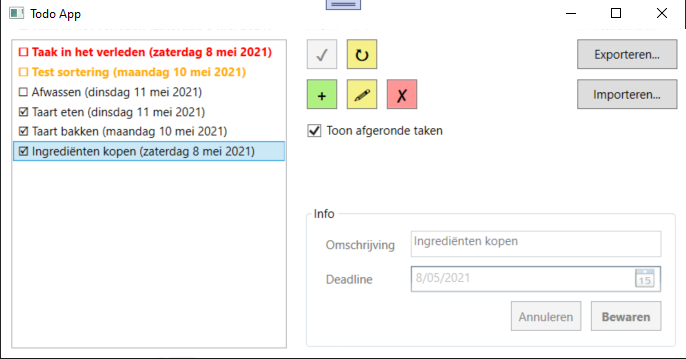 Todo App
☐ Taak in het verleden (zaterdag 8 mei 2021)
☐ Test sortering (maandag 10 mei 2021)
☐ Afwassen (dinsdag 11 mei 2021)
☑ Taart eten (dinsdag 11 mei 2021)
☑ Taart bakken (maandag 10 mei 2021)
☑ Ingrediënten kopen (zaterdag 8 mei 2021)
✓ ↻
+ ✗
Exporteren...
Importeren...
☑ Toon afgeronde taken
Info
Omschrijving Ingrediënten kopen
Deadline 8/05/2021 15
Annuleren Bewaren